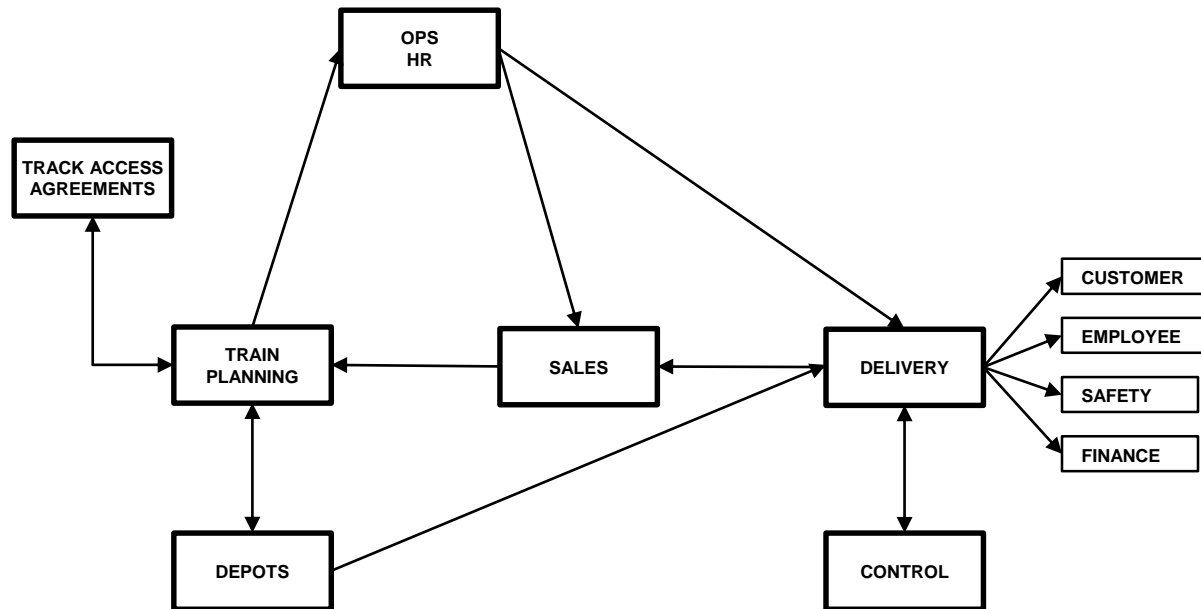 OPS
HR
TRACK ACCESS
AGREEMENTS
TRAIN
PLANNING
SALES
DELIVERY
CUSTOMER
EMPLOYEE
SAFETY
FINANCE
DEPOTS
CONTROL